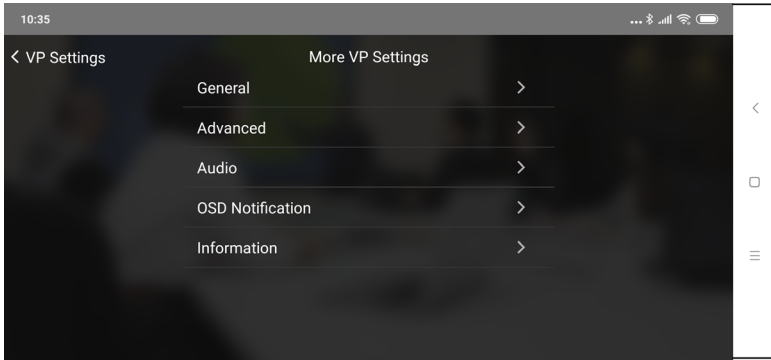 10:35
VP Settings
More VP Settings
General
Advanced
Audio
OSD Notification
Information